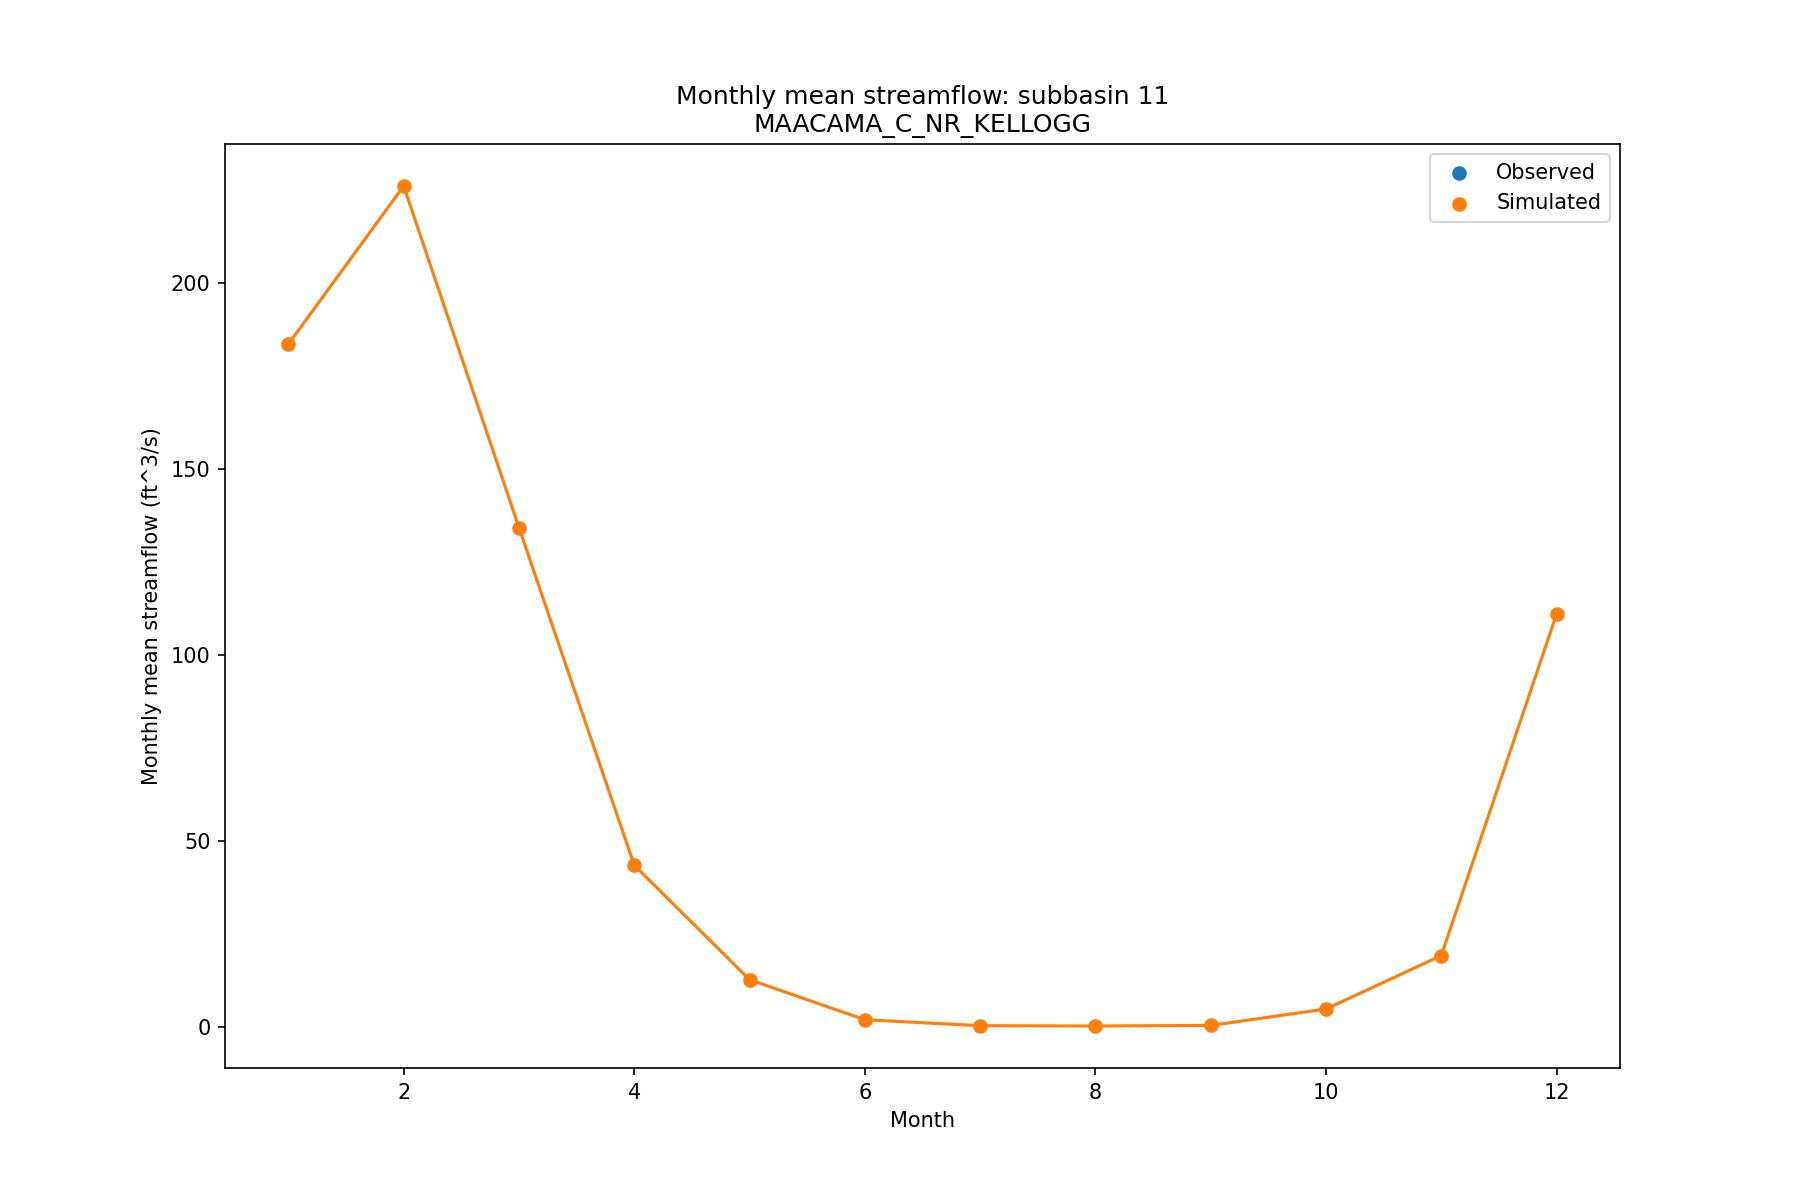 Monthly mean streamflow: subbasin 11
MAACAMA_C_NR_KELLOGG
Observed
Simulated
Monthly mean streamflow (ft^3/s)
200
150
100
50
0
2
4
6
8
10
12
Month